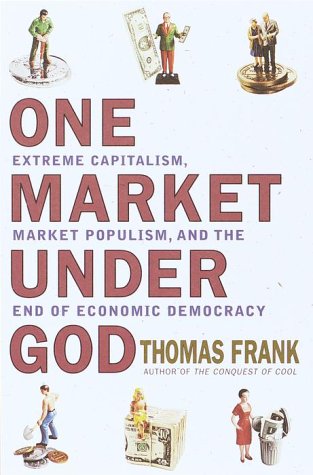 ONE
EXTREME CAPITALISM,
MARKET
MARKET POPULISM, AND THE
UNDER
END OF ECONOMIC DEMOCRACY
GOD THOMAS FRANK
AUTHOR OF THE CONQUEST OF COOL